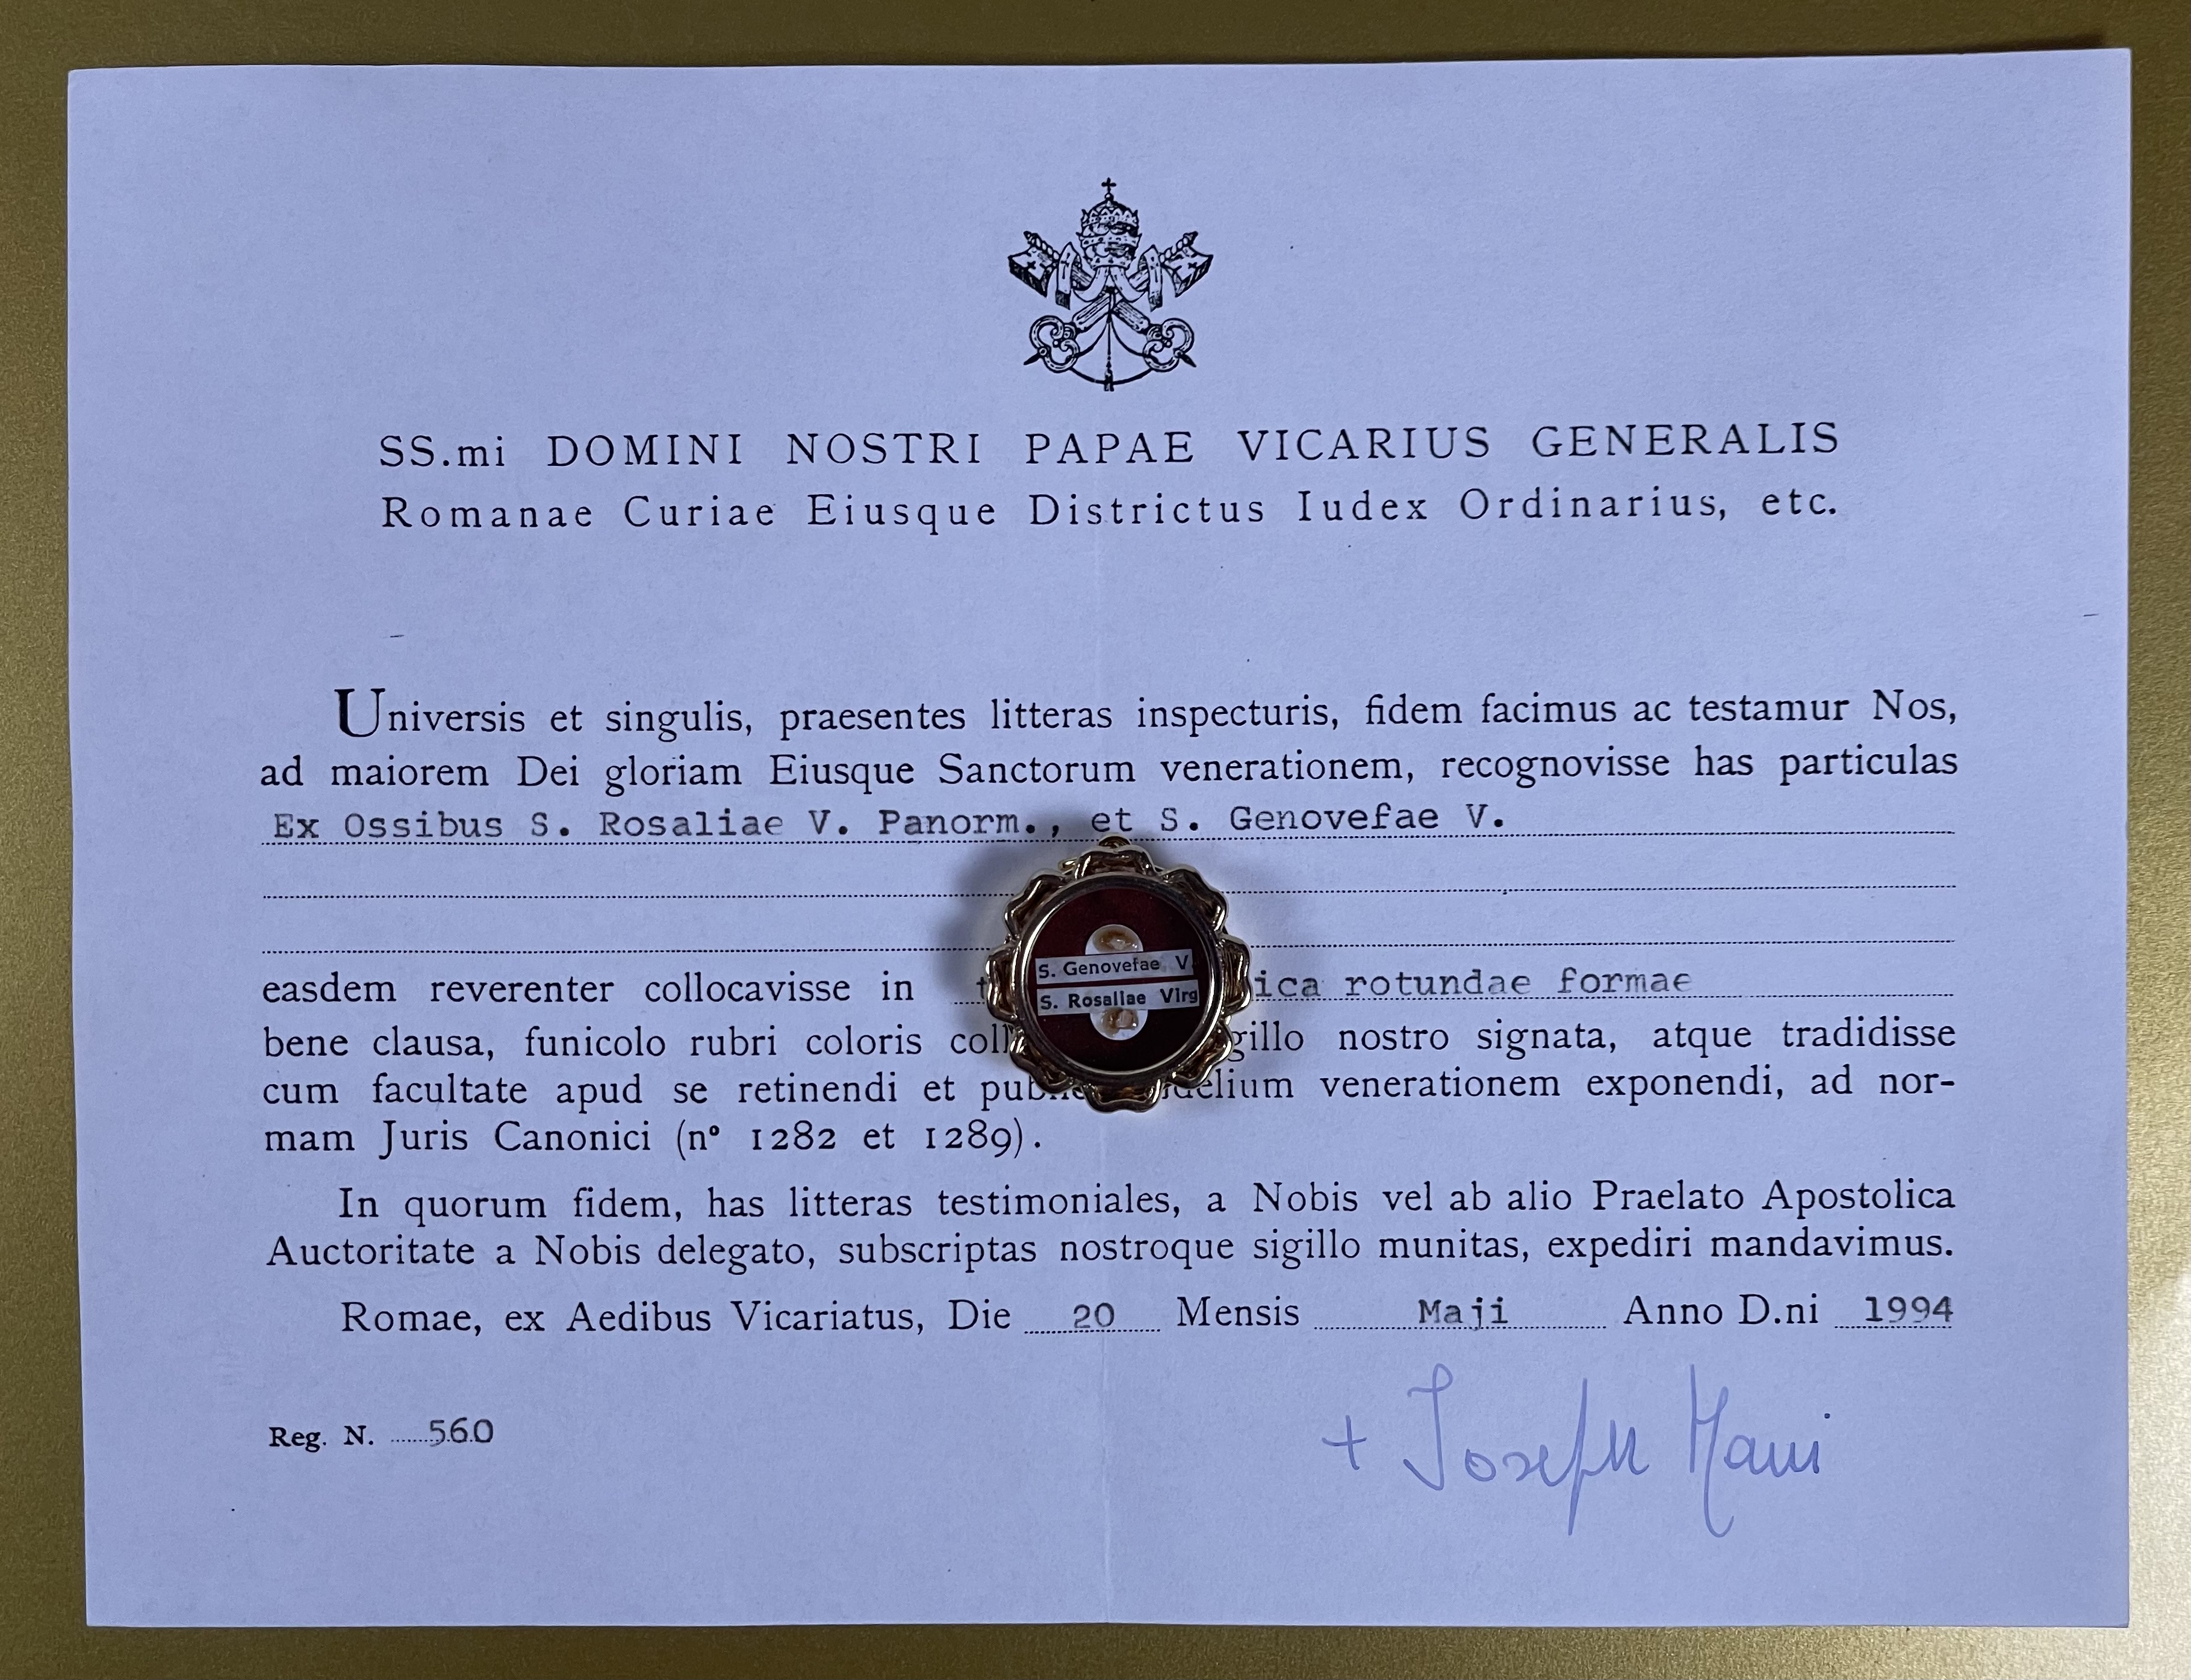 SS.mi DOMINI NOSTRI PAPAE VICARIUS GENERALIS
Romanae Curiae Eiusque Districtus Iudex Ordinarius, etc.
Universis et singulis, praesentes litteras inspecturis, fidem facimus ac testamur Nos,
ad maiorem Dei gloriam Eiusque Sanctorum venerationem, recognovisse has particulas
Ex Ossibus S. Rosaliae V. Panorm., et S. Genovefae V.
S. Genovefae V
S. Rosaliae Virg
easdem reverenter collocavisse in rotundae formae
bene clausa, funicolo rubri coloris nostro signata, atque tradidisse
cum facultate apud se retinendi et venerationem exponendi, ad nor-
mam Juris Canonici (nº 1282 et 1289).
In quorum fidem, has litteras testimoniales, a Nobis vel ab alio Praelato Apostolica
Auctoritate a Nobis delegato, subscriptas nostroque sigillo munitas, expediri mandavimus.
Romae, ex Aedibus Vicariatus, Die 20 Mensis Maji Anno D.ni 1994
Reg. N. 560
+ Joseph